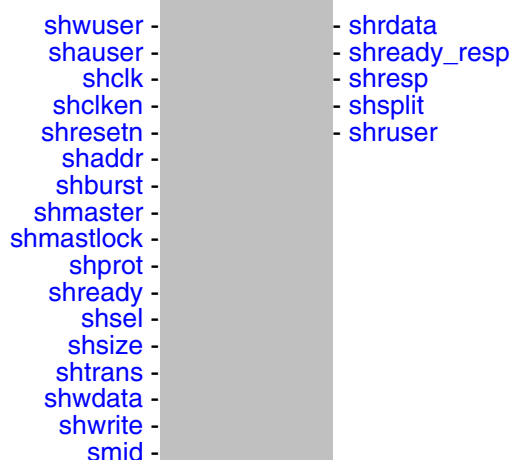 shwuser - - shrdata
shauser - - shready_resp
shclk - - shresp
shclken - - shsplit
shresetn - - shruser
shaddr -
shburst -
shmaster -
shmastlock -
shprot -
shready -
shsel -
shsize -
shtrans -
shwdata -
shwrite -
smid -